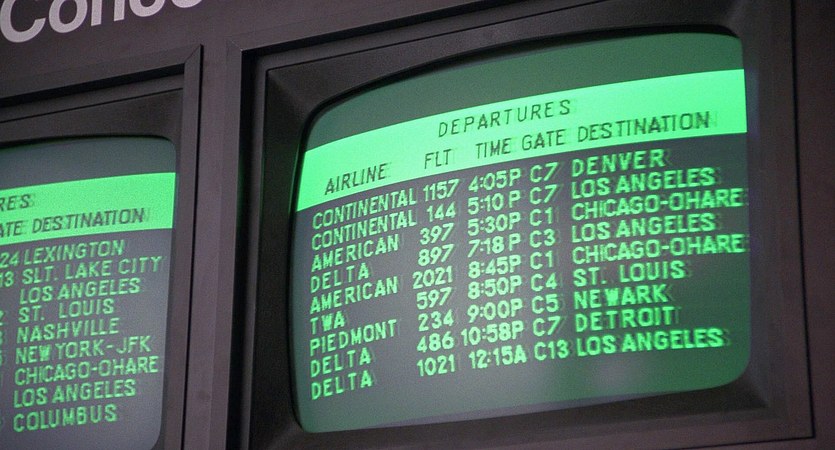 DESTINATION
24 LEXINGTON
13 SLT. LAKE CITY
LOS ANGELES
ST. LOUIS
NASHVILLE
NEW YORK-JFK
CHICAGO-OHARE
LOS ANGELES
COLUMBUS
DEPARTURES
AIRLINE FLT TIME GATE DESTINATION
CONTINENTAL 1157 4:05P C7 DENVER
CONTINENTAL 144 5:10P C7 LOS ANGELES
AMERICAN 397 5:30P C1 CHICAGO-OHARE
DELTA 897 7:18P C3 LOS ANGELES
AMERICAN 2021 8:45P C1 CHICAGO-OHARE
TWA 597 8:50P C4 ST. LOUIS
PIEDMONT 234 9:00P C5 NEWARK
DELTA 486 10:58P C7 DETROIT
DELTA 1021 12:15A C13 LOS ANGELES